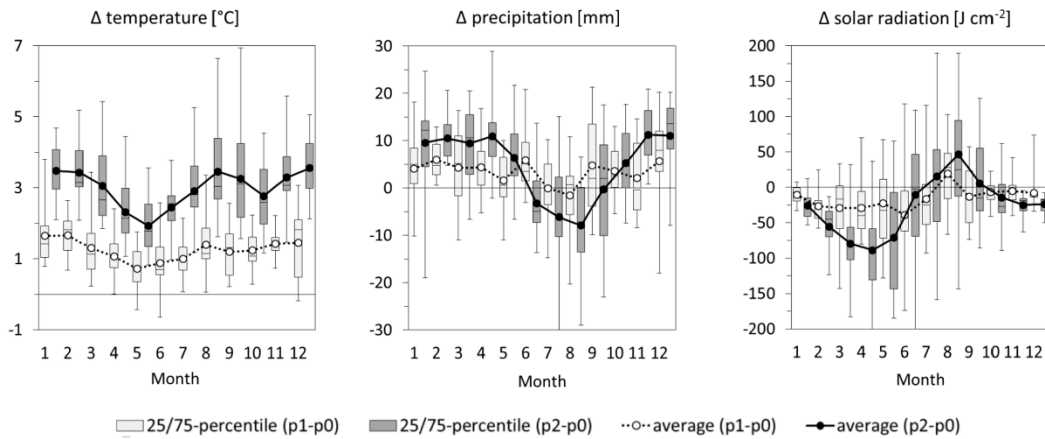 Δ temperature [°C]
7
5
3
1
-1
1 2 3 4 5 6 7 8 9 10 11 12
Month
Δ precipitation [mm]
30
20
10
0
-10
-20
-30
1 2 3 4 5 6 7 8 9 10 11 12
Month
Δ solar radiation [J cm⁻²]
200
150
100
50
0
-50
-100
-150
-200
1 2 3 4 5 6 7 8 9 10 11 12
Month
25/75-percentile (p1-p0) 25/75-percentile (p2-p0) average (p1-p0) average (p2-p0)